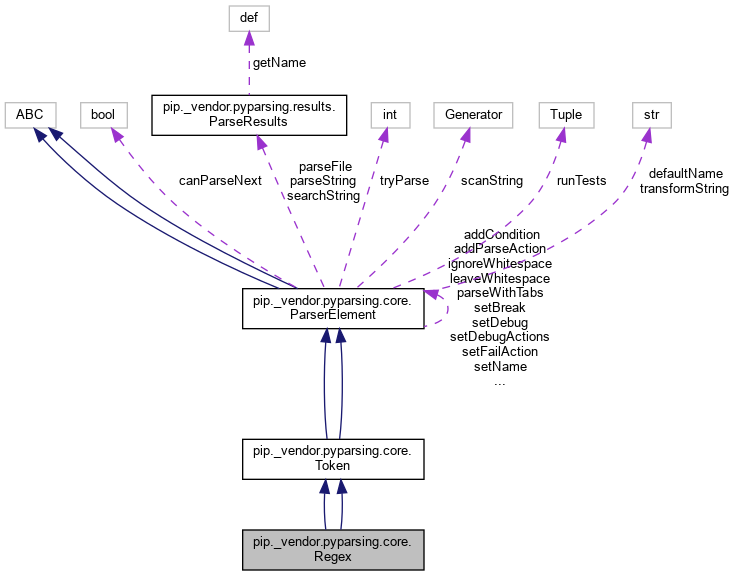 def
getName
ABC
bool
pip._vendor.pyparsing.results.
ParseResults
int
Generator
Tuple
str
canParseNext
parseFile
parseString
searchString
tryParse
scanString
runTests
defaultName
transformString
addCondition
addParseAction
ignoreWhitespace
leaveWhitespace
parseWithTabs
setBreak
setDebug
setDebugActions
setFailAction
setName
...
pip._vendor.pyparsing.core.
ParserElement
pip._vendor.pyparsing.core.
Token
pip._vendor.pyparsing.core.
Regex